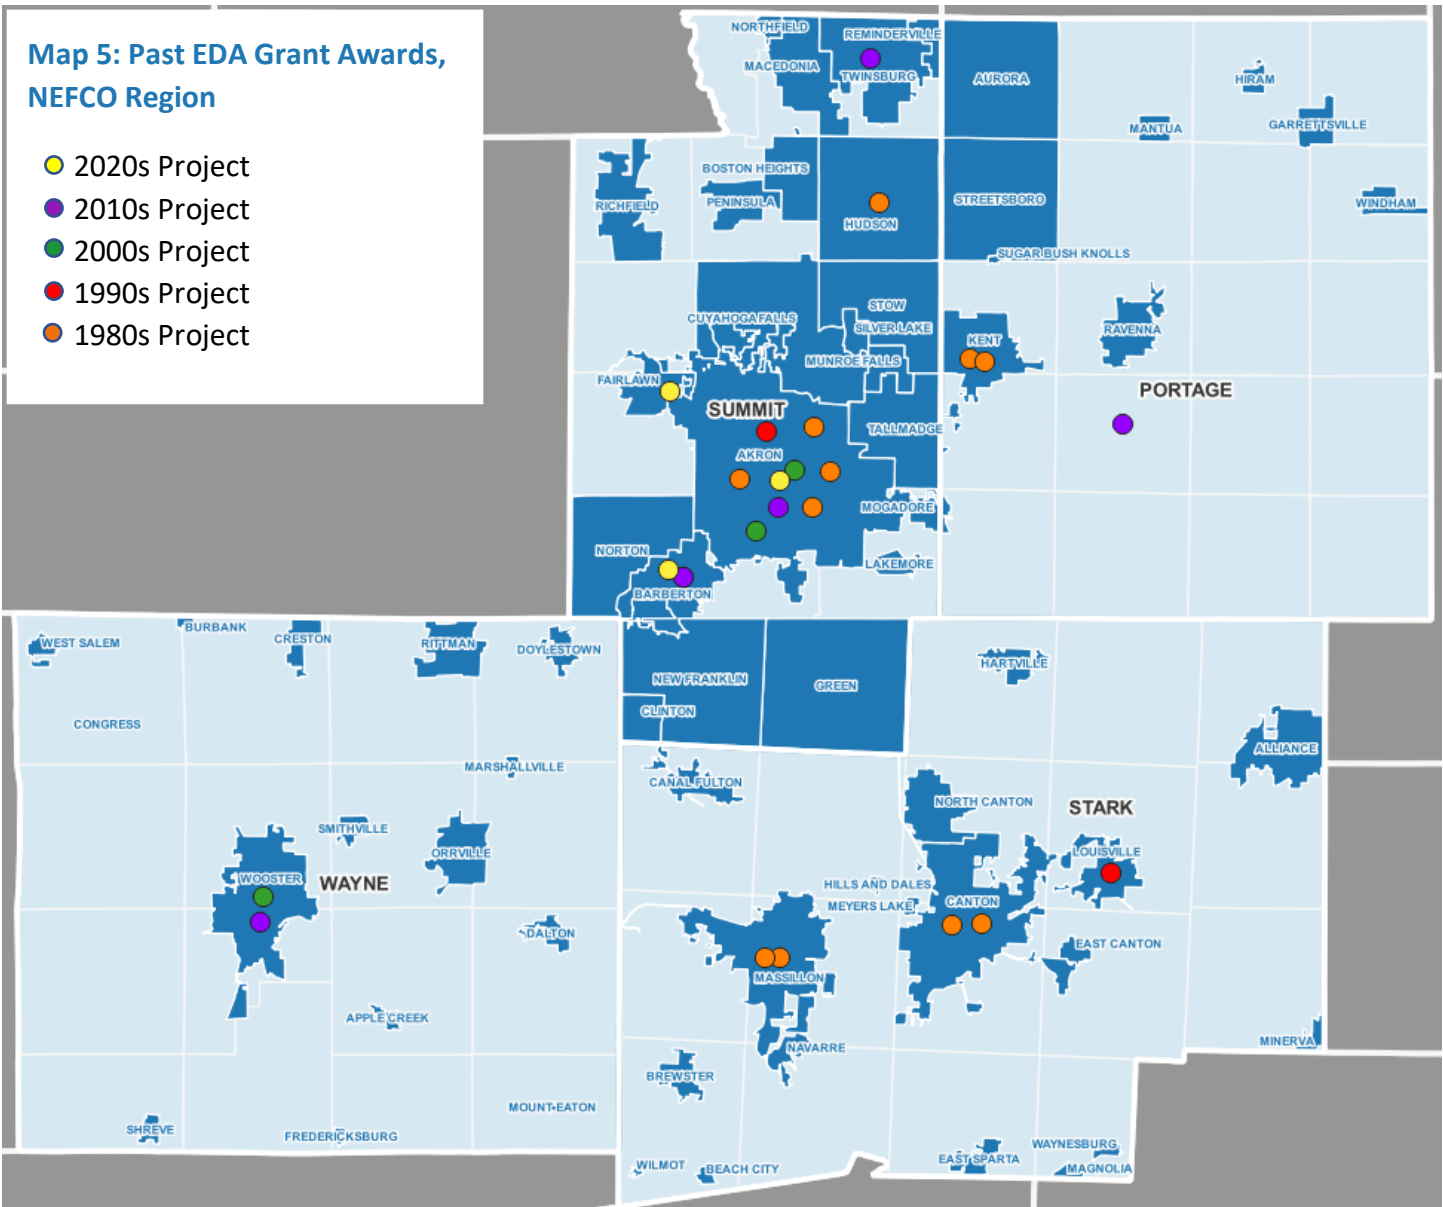 Map 5: Past EDA Grant Awards,
NEFCO Region
2020s Project
2010s Project
2000s Project
1990s Project
1980s Project
NORTHFIELD
REMINDERVILLE
MACEDONIA
TWINSBURG
AURORA
HIRAM
MANTUA
GARRETTSVILLE
BOSTON HEIGHTS
RICHFIELD
PENINSULA
HUDSON
STREETSBORO
WINDHAM
SUGAR BUSH KNOLLS
CUYAHOGA FALLS
STOW
SILVER LAKE
KENT
RAVENNA
MUNROE FALLS
FAIRLAWN
PORTAGE
SUMMIT
TALLMADGE
AKRON
MOGADORE
NORTON
LAKEMORE
BARBERTON
BURBANK
WEST SALEM
CRESTON
RITTMAN
DOYLESTOWN
HARTVILLE
NEW FRANKLIN
GREEN
CLINTON
CONGRESS
ALLIANCE
MARSHALLVILLE
CANAL FULTON
NORTH CANTON
STARK
SMITHVILLE
ORRVILLE
LOUISVILLE
WOOSTER
WAYNE
HILLS AND DALES
MEYERS LAKE
CANTON
DALTON
EAST CANTON
MASSILLON
APPLE CREEK
MINERVA
NAVARRE
BREWSTER
MOUNT EATON
SHREVE
FREDERICKSBURG
WAYNESBURG
EAST SPARTA
WILMOT
BEACH CITY
MAGNOLIA